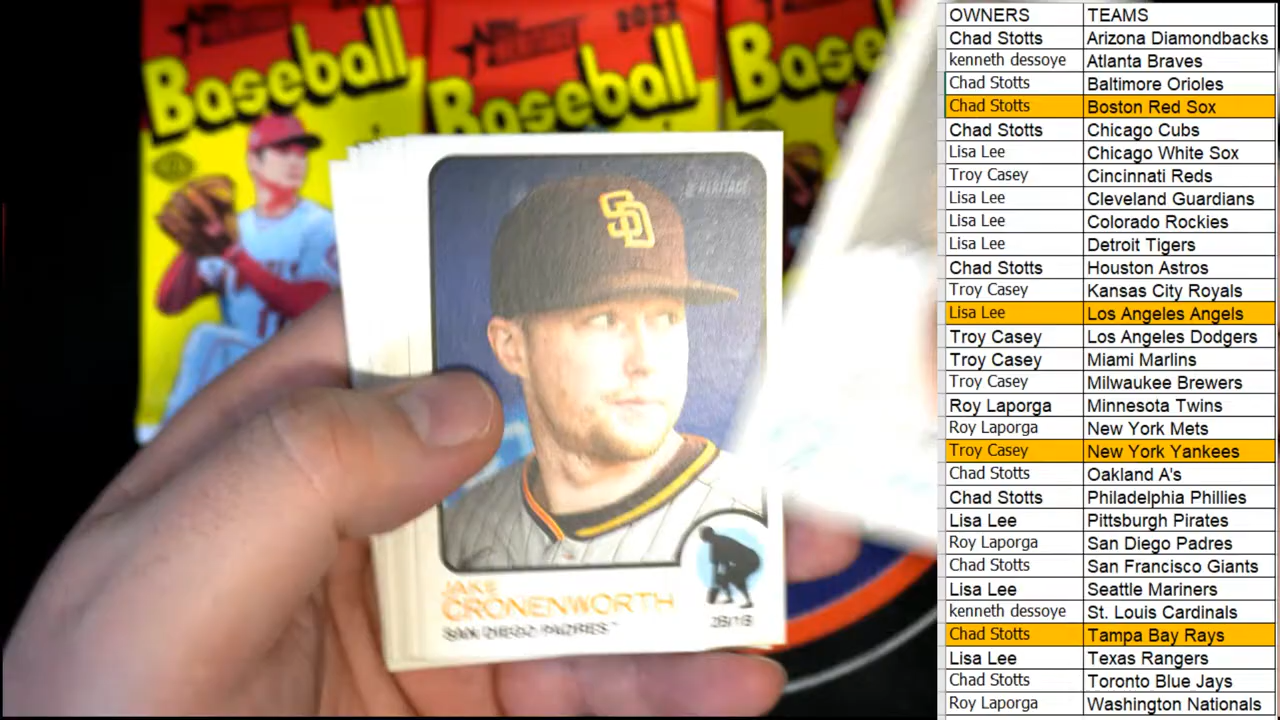 Baseball
2022
Baseball
Baseba
SD
HERITAGE
JAKE
CRONENWORTH
SAN DIEGO PADRES
2B/1B
OWNERS TEAMS
Chad Stotts Arizona Diamondbacks
kenneth dessoye Atlanta Braves
Chad Stotts Baltimore Orioles
Chad Stotts Boston Red Sox
Chad Stotts Chicago Cubs
Lisa Lee Chicago White Sox
Troy Casey Cincinnati Reds
Lisa Lee Cleveland Guardians
Lisa Lee Colorado Rockies
Lisa Lee Detroit Tigers
Chad Stotts Houston Astros
Troy Casey Kansas City Royals
Lisa Lee Los Angeles Angels
Troy Casey Los Angeles Dodgers
Troy Casey Miami Marlins
Troy Casey Milwaukee Brewers
Roy Laporga Minnesota Twins
Roy Laporga New York Mets
Troy Casey New York Yankees
Chad Stotts Oakland A's
Chad Stotts Philadelphia Phillies
Lisa Lee Pittsburgh Pirates
Roy Laporga San Diego Padres
Chad Stotts San Francisco Giants
Lisa Lee Seattle Mariners
kenneth dessoye St. Louis Cardinals
Chad Stotts Tampa Bay Rays
Lisa Lee Texas Rangers
Chad Stotts Toronto Blue Jays
Roy Laporga Washington Nationals